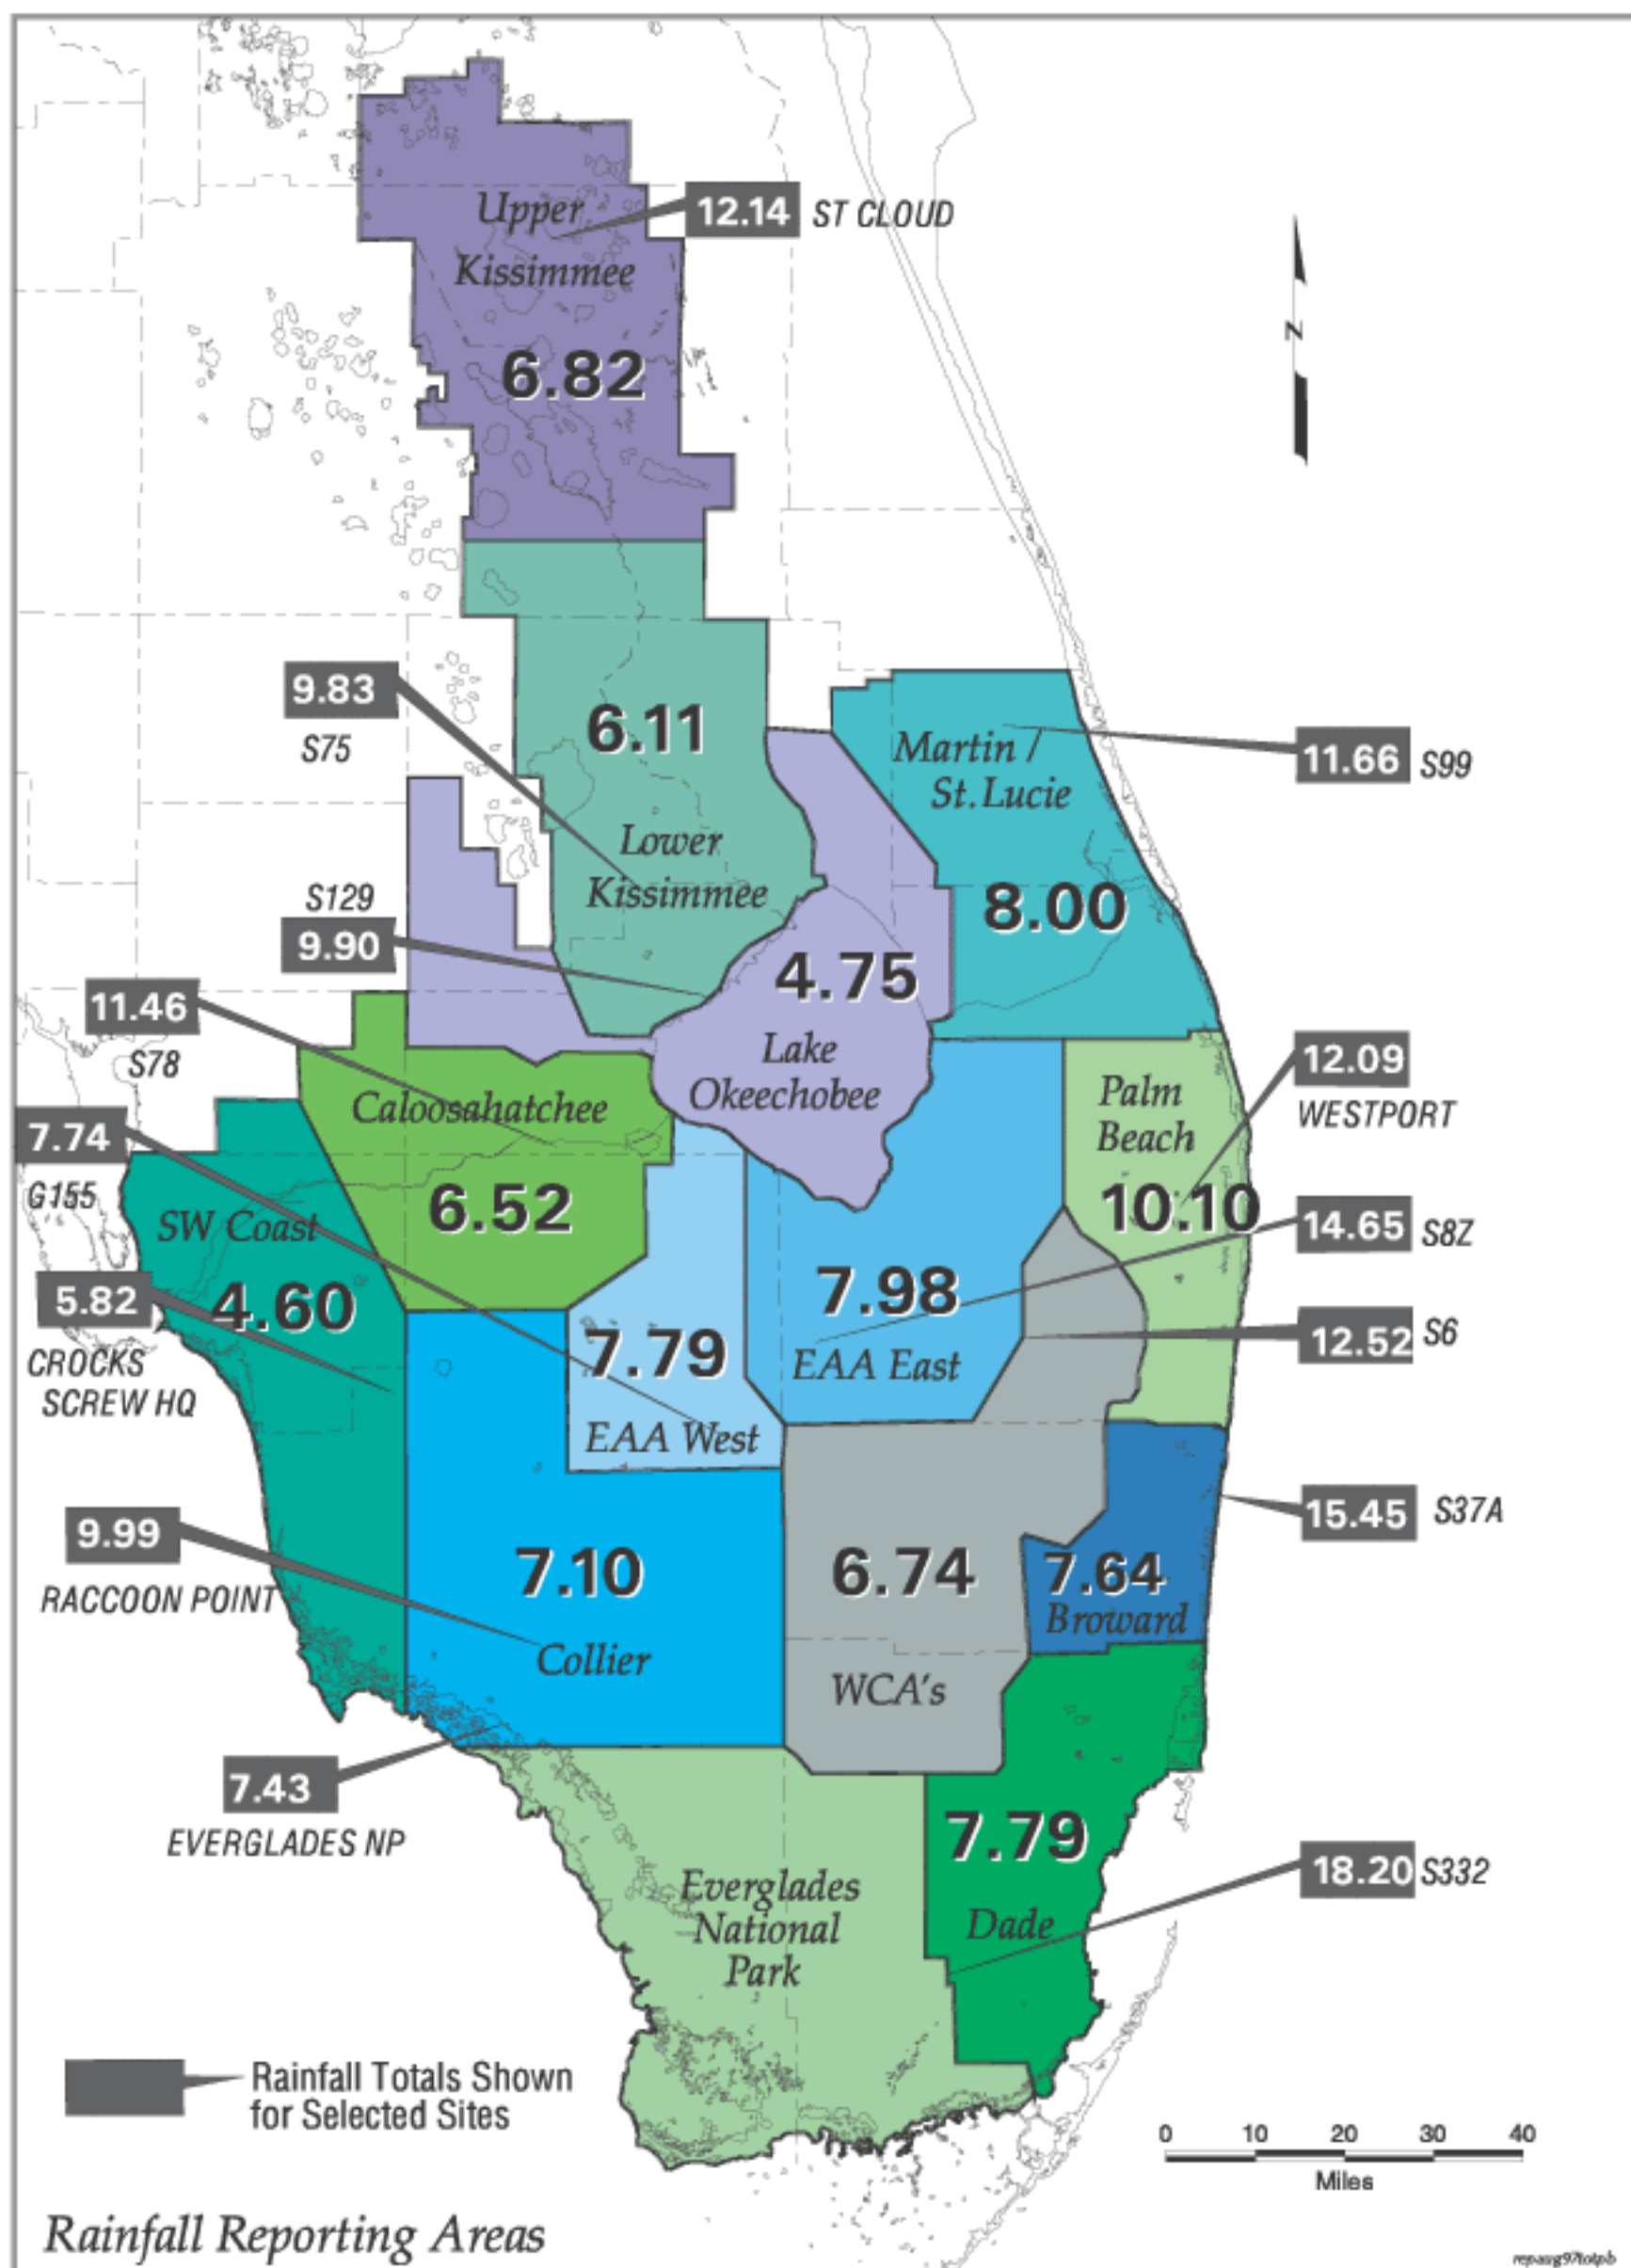 Upper
Kissimmee
6.82
12.14 ST CLOUD
N
9.83
S75
6.11
Lower
Kissimmee
Martin /
St.Lucie
8.00
11.66 S99
S129
9.90
4.75
Lake
Okeechobee
11.46
S78
Caloosahatchee
6.52
Palm
Beach
10.10
12.09
WESTPORT
7.74
G155
SW Coast
4.60
14.65 S8Z
5.82
CROCKS
SCREW HQ
7.79
EAA West
7.98
EAA East
12.52 S6
9.99
RACCOON POINT
7.10
Collier
6.74
WCA's
7.64
Broward
15.45 S37A
7.43
EVERGLADES NP
Everglades
National
Park
7.79
Dade
18.20 S332
Rainfall Totals Shown
for Selected Sites
0 10 20 30 40
Miles
Rainfall Reporting Areas